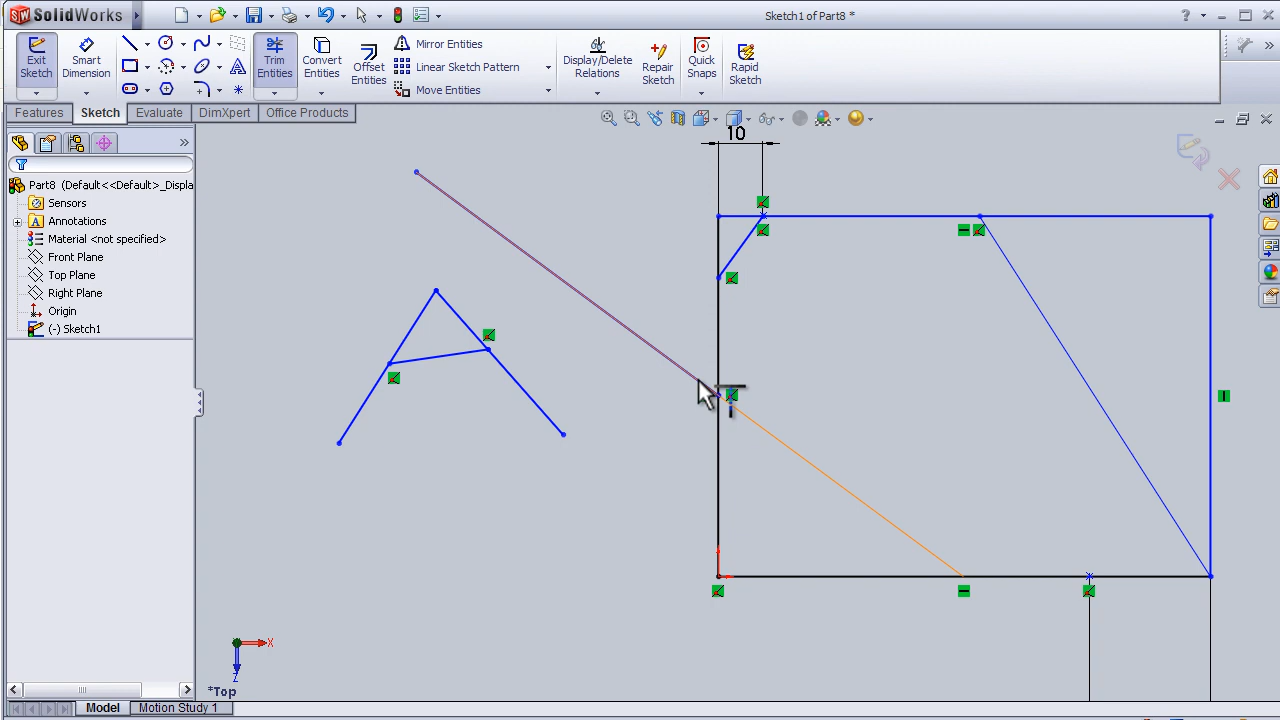 SolidWorks
Sketch1 of Part8 *
Exit Sketch
Smart Dimension
Trim Entities
Convert Entities
Offset Entities
Mirror Entities
Linear Sketch Pattern
Move Entities
Display/Delete Relations
Repair Sketch
Quick Snaps
Rapid Sketch
Features
Sketch
Evaluate
DimXpert
Office Products
10
Part8 (Default<<Default>_Displa
Sensors
Annotations
Material <not specified>
Front Plane
Top Plane
Right Plane
Origin
(-) Sketch1
X
Z
*Top
Model
Motion Study 1